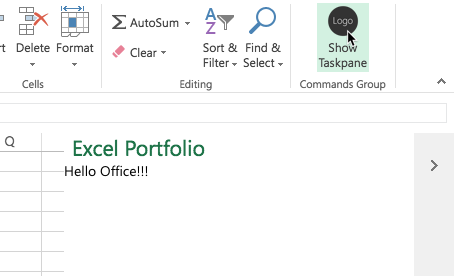 Delete
Format
Cells
AutoSum
Clear
Sort &
Filter
Find &
Select
Editing
Logo
Show
Taskpane
Commands Group
Q
Excel Portfolio
Hello Office!!!